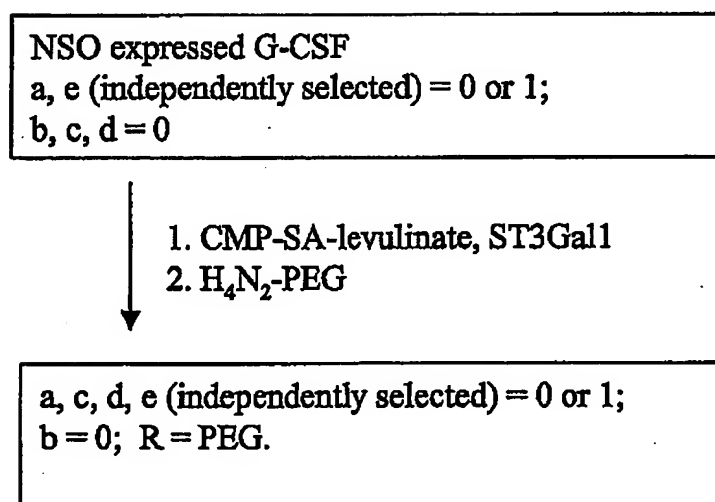 NSO expressed G-CSF
a, e (independently selected) = 0 or 1;
b, c, d = 0
1. CMP-SA-levulinate, ST3Gal1
2. H₄N₂-PEG
a, c, d, e (independently selected) = 0 or 1;
b = 0; R = PEG.